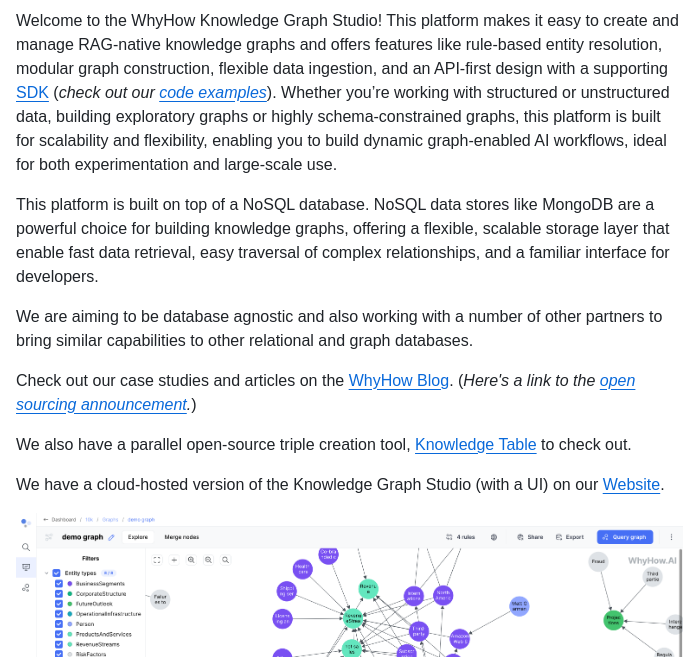 Welcome to the WhyHow Knowledge Graph Studio! This platform makes it easy to create and
manage RAG-native knowledge graphs and offers features like rule-based entity resolution,
modular graph construction, flexible data ingestion, and an API-first design with a supporting
SDK (check out our code examples). Whether you’re working with structured or unstructured
data, building exploratory graphs or highly schema-constrained graphs, this platform is built
for scalability and flexibility, enabling you to build dynamic graph-enabled AI workflows, ideal
for both experimentation and large-scale use.
This platform is built on top of a NoSQL database. NoSQL data stores like MongoDB are a
powerful choice for building knowledge graphs, offering a flexible, scalable storage layer that
enable fast data retrieval, easy traversal of complex relationships, and a familiar interface for
developers.
We are aiming to be database agnostic and also working with a number of other partners to
bring similar capabilities to other relational and graph databases.
Check out our case studies and articles on the WhyHow Blog. (Here's a link to the open
sourcing announcement.)
We also have a parallel open-source triple creation tool, Knowledge Table to check out.
We have a cloud-hosted version of the Knowledge Graph Studio (with a UI) on our Website.
Dashboard / / Graphs / demo graph
demo graph Explore Merge nodes 4 rules Share Export Query graph
Filters
WhyHow.AI
Entity types
BusinessSegments
CorporateStructure
FutureOutlook
OperationalInfrastructure
Person
ProductsAndServices
RevenueStreams
RiskFactors
Fraud
Third
parties
North
Third
party